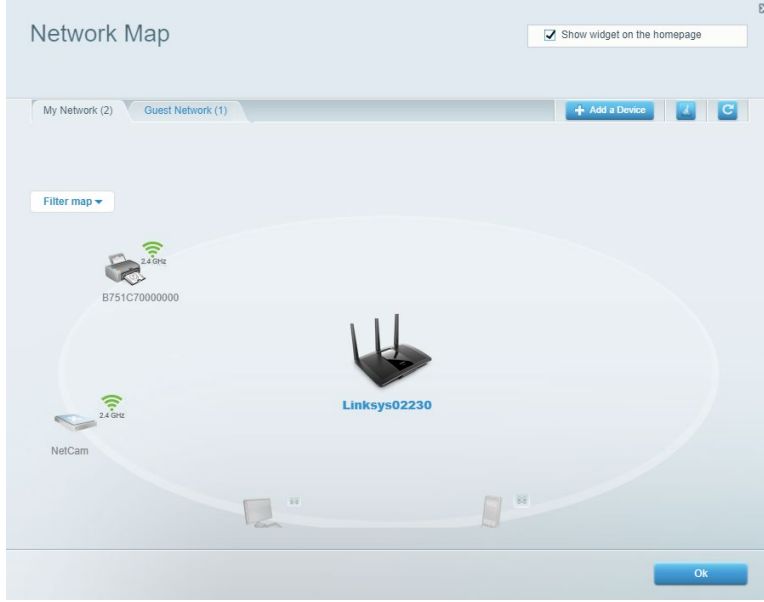 Network Map
Show widget on the homepage
My Network (2)
Guest Network (1)
Add a Device
Filter map
2.4 GHz
B751C70000000
Linksys02230
2.4 GHz
NetCam
Ok